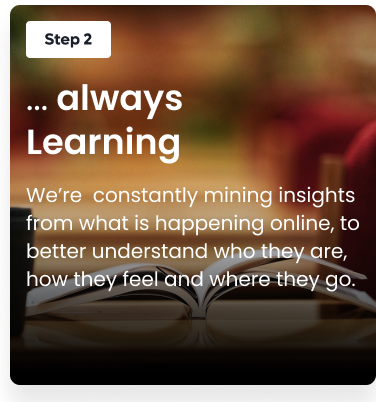 Step 2
... always
Learning
We're  constantly mining insights
from what is happening online, to
better understand who they are,
how they feel and where they go.